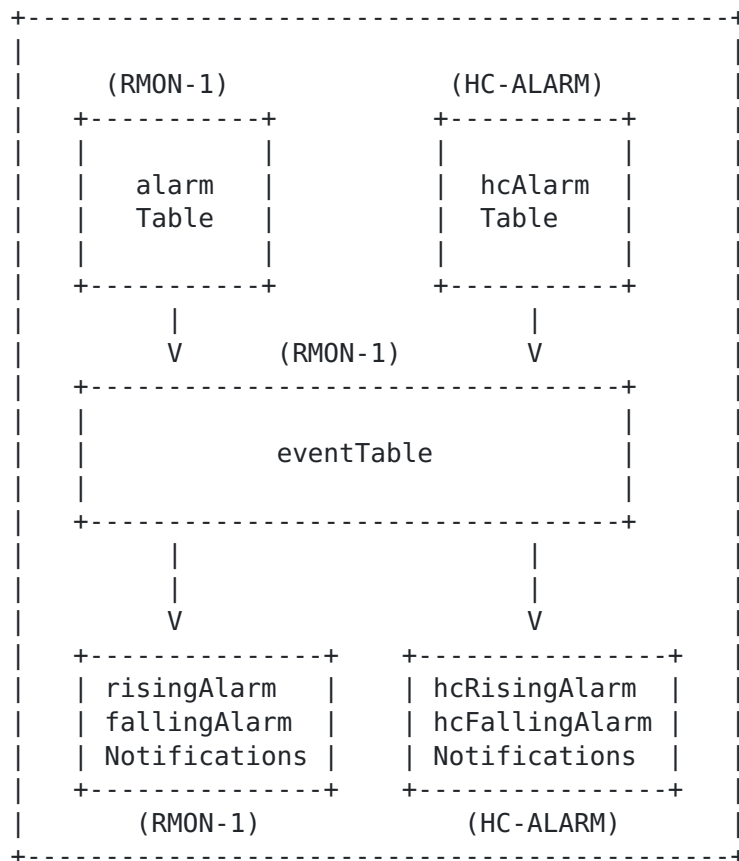 (RMON-1) (HC-ALARM)
alarm hcAlarm
Table Table
V (RMON-1) V
eventTable
V V
risingAlarm hcRisingAlarm
fallingAlarm hcFallingAlarm
Notifications Notifications
(RMON-1) (HC-ALARM)